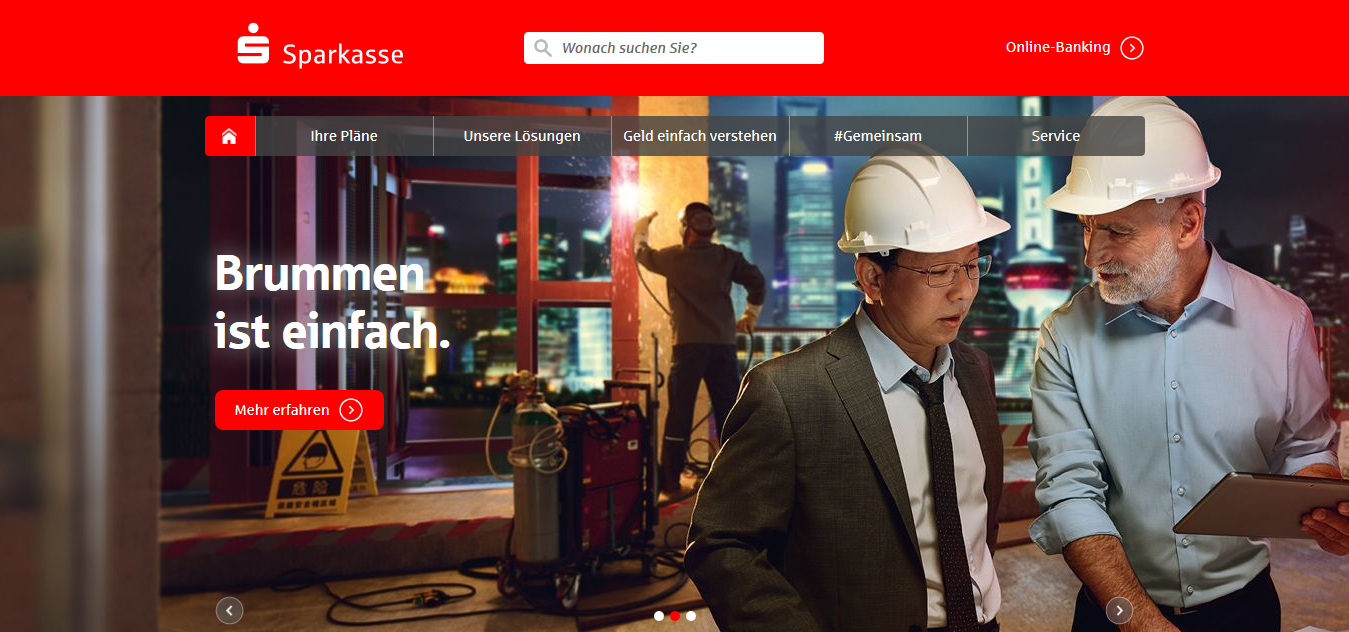 Sparkasse
Wonach suchen Sie?
Online-Banking
Ihre Pläne
Unsere Lösungen
Geld einfach verstehen
#Gemeinsam
Service
Brummen
ist einfach.
Mehr erfahren
危险